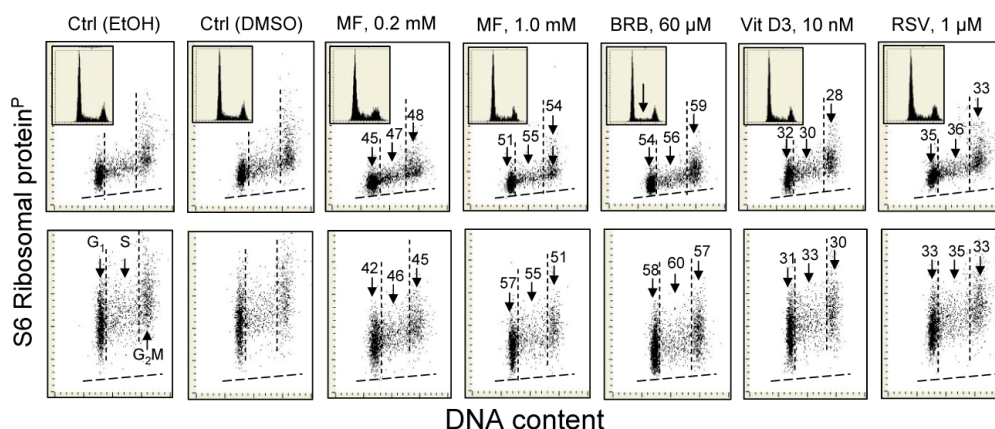 Ctrl (EtOH) Ctrl (DMSO) MF, 0.2 mM MF, 1.0 mM BRB, 60 µM Vit D3, 10 nM RSV, 1 µM
S6 Ribosomal proteinᴾ
45 47 48 51 55 54 54 56 59 32 30 28 35 36 33
G₁ S G₂M 42 46 45 57 55 51 58 60 57 31 33 30 33 35 33
DNA content